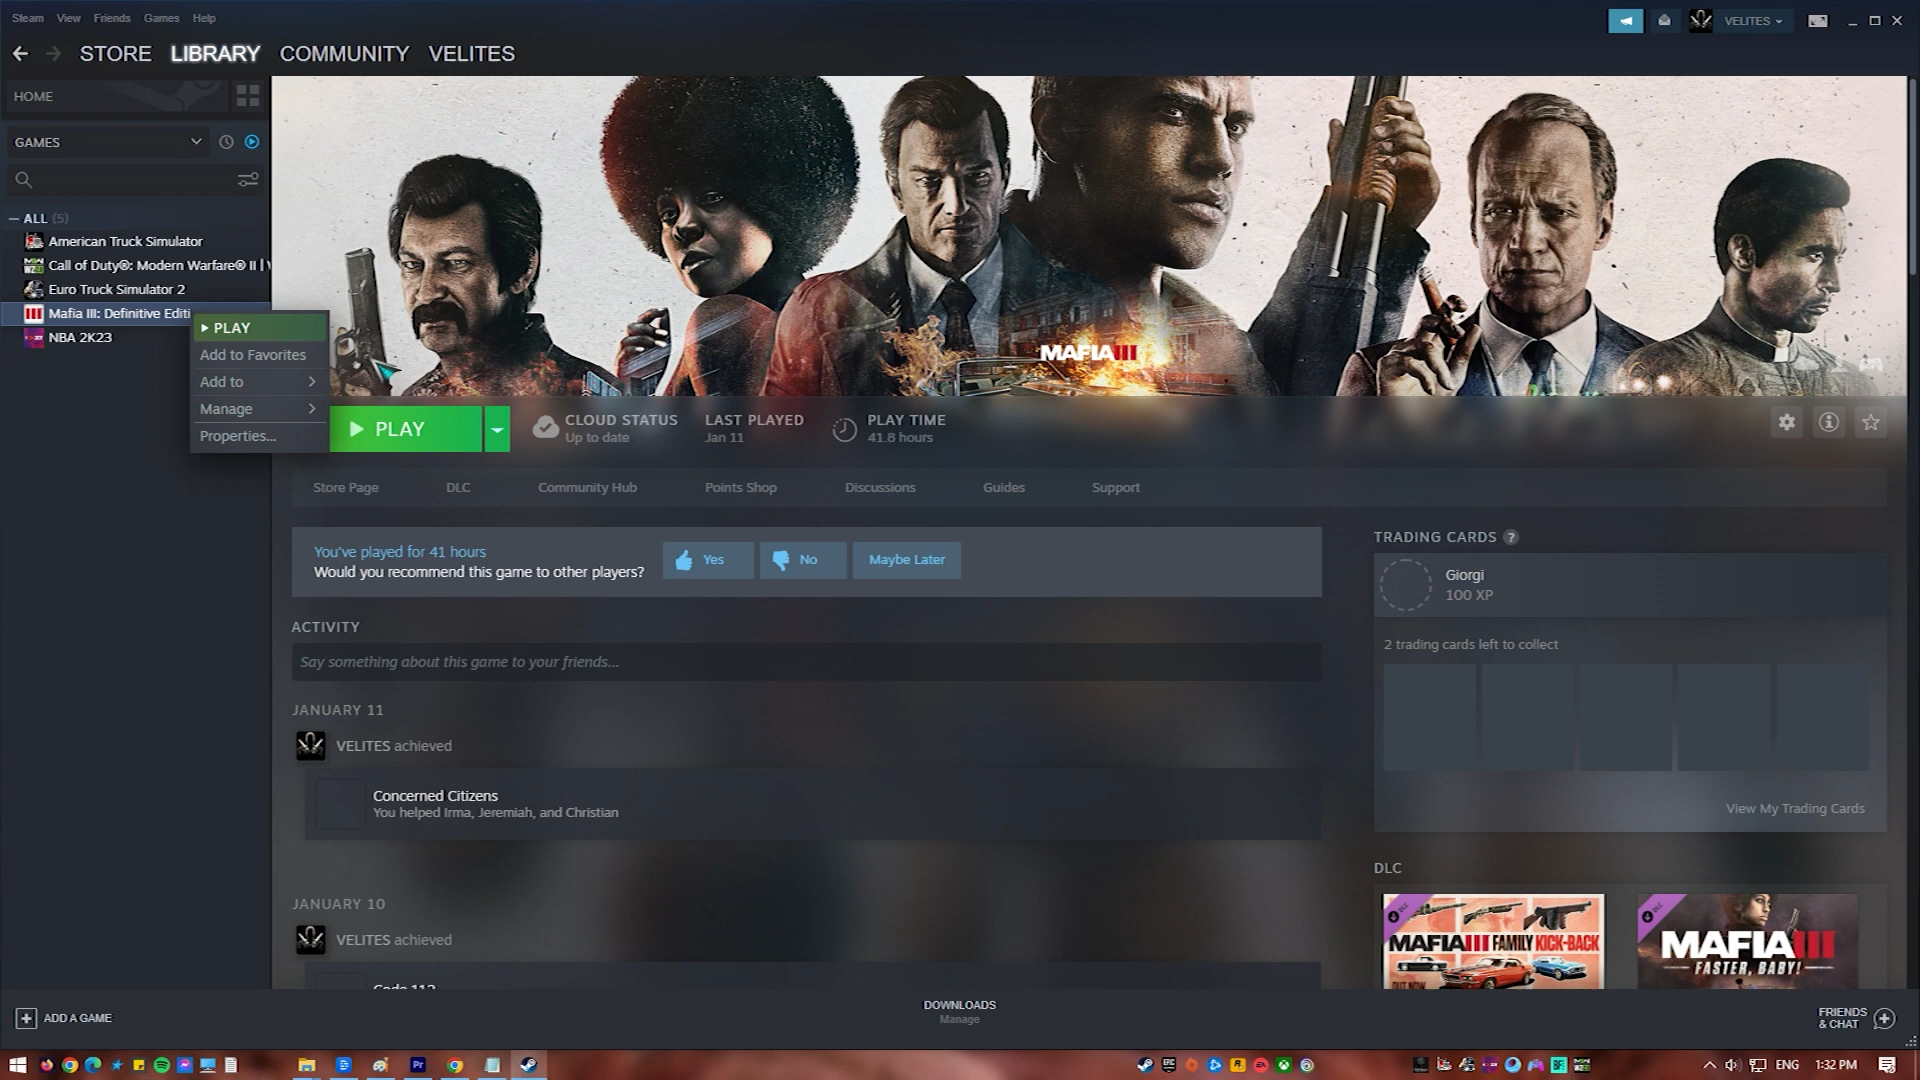 Steam View Friends Games Help
VELITES
STORE LIBRARY COMMUNITY VELITES
HOME
GAMES
ALL (5)
American Truck Simulator
Call of Duty®: Modern Warfare® II |
Euro Truck Simulator 2
Mafia III: Definitive Editi
NBA 2K23
PLAY
Add to Favorites
Add to
Manage
Properties...
MAFIA III
PLAY
CLOUD STATUS
Up to date
LAST PLAYED
Jan 11
PLAY TIME
41.8 hours
Store Page DLC Community Hub Points Shop Discussions Guides Support
You've played for 41 hours
Would you recommend this game to other players?
Yes No Maybe Later
ACTIVITY
Say something about this game to your friends...
JANUARY 11
VELITES achieved
Concerned Citizens
You helped Irma, Jeremiah, and Christian
JANUARY 10
VELITES achieved
TRADING CARDS ?
Giorgi
100 XP
2 trading cards left to collect
View My Trading Cards
DLC
DLC
MAFIA III FAMILY KICK-BACK
DLC
MAFIA III
FASTER, BABY!
ADD A GAME
DOWNLOADS
Manage
FRIENDS
& CHAT
Pr
ENG 1:32 PM